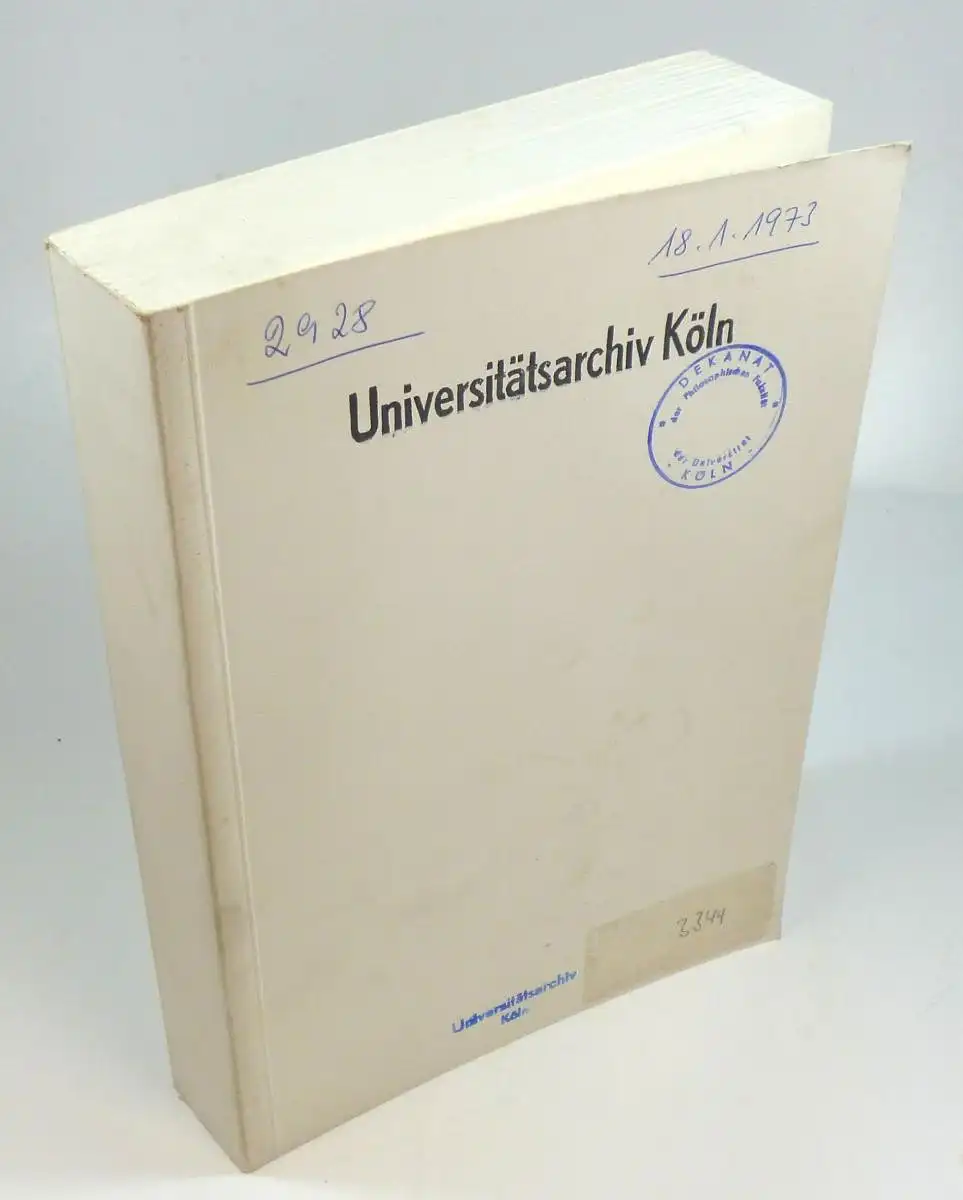 18.1.1973
2928
Universitätsarchiv Köln
DEKANAT
der Philosophischen Fakultät
der Universität
KÖLN
3344
Universitätsarchiv
Köln